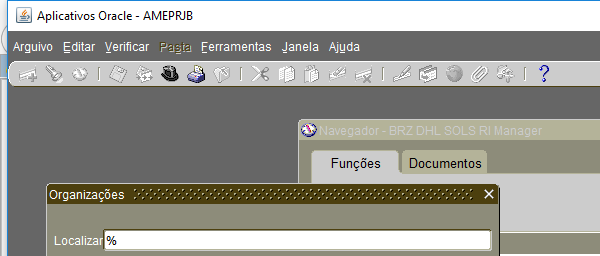 Aplicativos Oracle - AMEPRJB
Arquivo Editar Verificar Pasta Ferramentas Janela Ajuda
?
Navegador - BRZ DHL SOLS RI Manager
Funções Documentos
Organizações
Localizar %